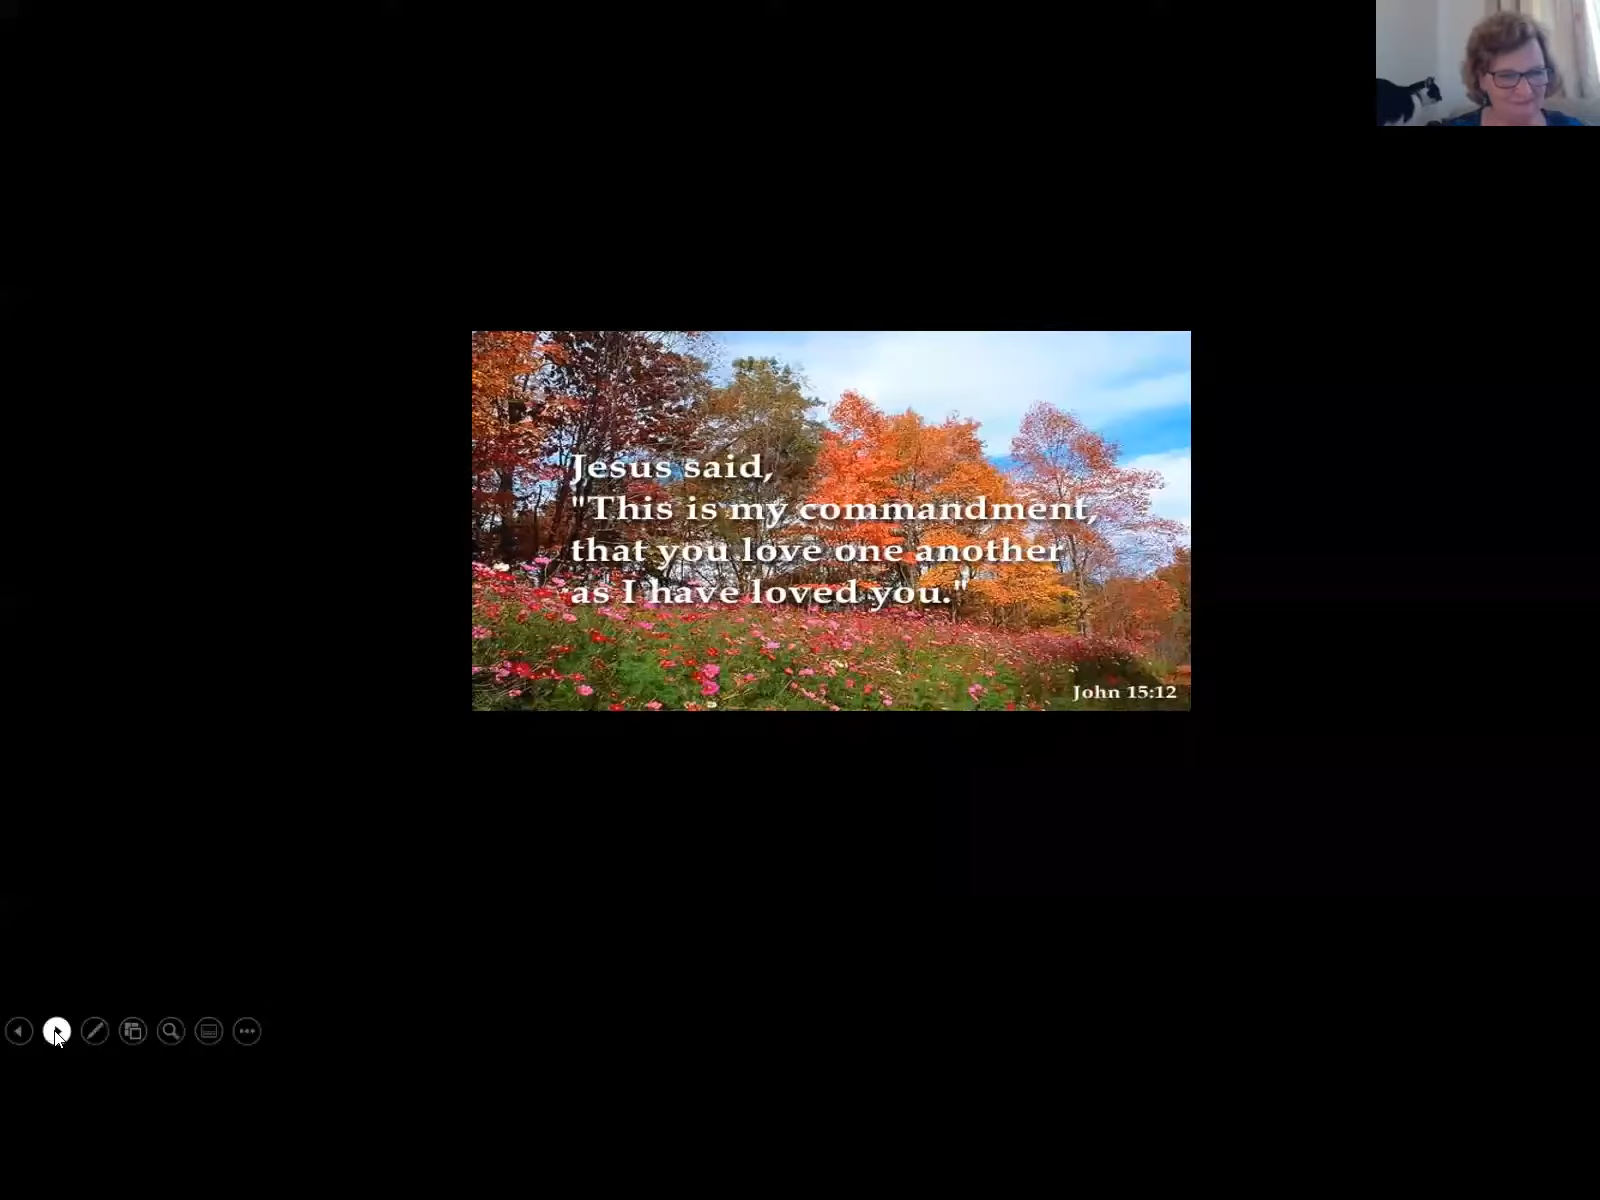 Jesus said,
"This is my commandment,
that you love one another
as I have loved you."
John 15:12